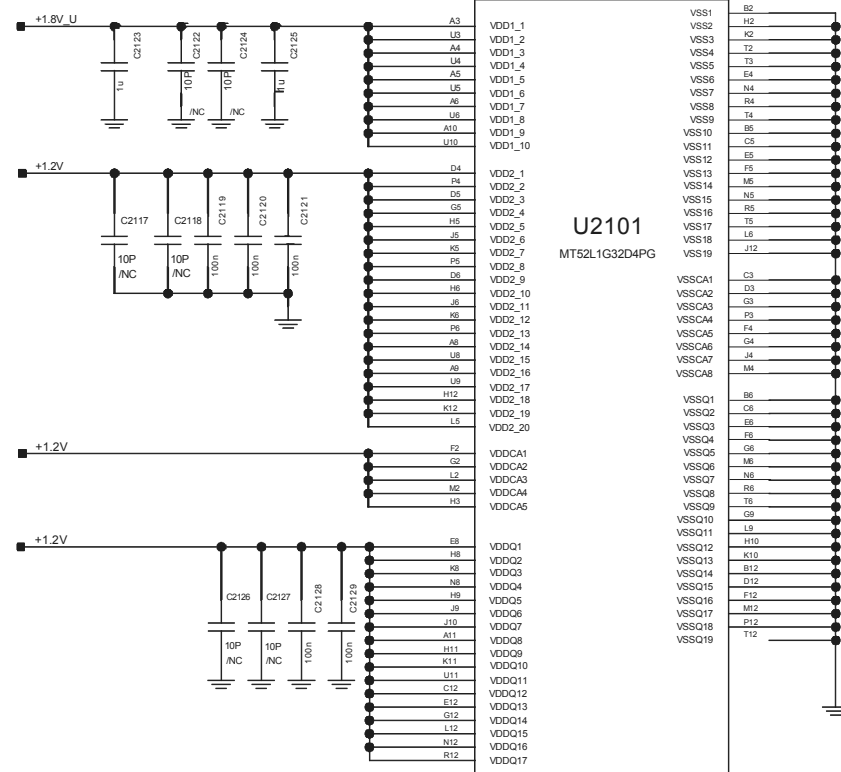 +1.8V_U
C2123
1u
C2122
10P
/NC
C2124
10P
/NC
C2125
1u
A3 VDD1_1
U3 VDD1_2
A4 VDD1_3
U4 VDD1_4
A5 VDD1_5
U5 VDD1_6
A6 VDD1_7
U6 VDD1_8
A10 VDD1_9
U10 VDD1_10
+1.2V
C2117
10P
/NC
C2118
10P
/NC
C2119
100n
C2120
100n
C2121
D4 VDD2_1
P4 VDD2_2
D5 VDD2_3
G5 VDD2_4
H5 VDD2_5
J5 VDD2_6
K5 VDD2_7
P5 VDD2_8
D6 VDD2_9
H6 VDD2_10
J6 VDD2_11
K6 VDD2_12
P6 VDD2_13
A8 VDD2_14
U8 VDD2_15
A9 VDD2_16
U9 VDD2_17
H12 VDD2_18
K12 VDD2_19
L5 VDD2_20
+1.2V
F2 VDDCA1
G2 VDDCA2
L2 VDDCA3
M2 VDDCA4
H3 VDDCA5
+1.2V
C2126
10P
/NC
C2127
10P
/NC
C2128
100n
C2129
100n
E8 VDDQ1
H8 VDDQ2
K8 VDDQ3
N8 VDDQ4
H9 VDDQ5
J9 VDDQ6
J10 VDDQ7
A11 VDDQ8
H11 VDDQ9
K11 VDDQ10
U11 VDDQ11
C12 VDDQ12
E12 VDDQ13
G12 VDDQ14
L12 VDDQ15
N12 VDDQ16
R12 VDDQ17
U2101
MT52L1G32D4PG
VSS1 B2
VSS2 H2
VSS3 K2
VSS4 T2
VSS5 T3
VSS6 E4
VSS7 N4
VSS8 R4
VSS9 T4
VSS10 B5
VSS11 C5
VSS12 E5
VSS13 F5
VSS14 M5
VSS15 N5
VSS16 R5
VSS17 T5
VSS18 L6
VSS19 J12
VSSCA1 C3
VSSCA2 D3
VSSCA3 G3
VSSCA4 P3
VSSCA5 F4
VSSCA6 G4
VSSCA7 J4
VSSCA8 M4
VSSQ1 B6
VSSQ2 C6
VSSQ3 E6
VSSQ4 F6
VSSQ5 G6
VSSQ6 M6
VSSQ7 N6
VSSQ8 R6
VSSQ9 T6
VSSQ10 G9
VSSQ11 L9
VSSQ12 H10
VSSQ13 K10
VSSQ14 B12
VSSQ15 D12
VSSQ16 F12
VSSQ17 M12
VSSQ18 P12
VSSQ19 T12